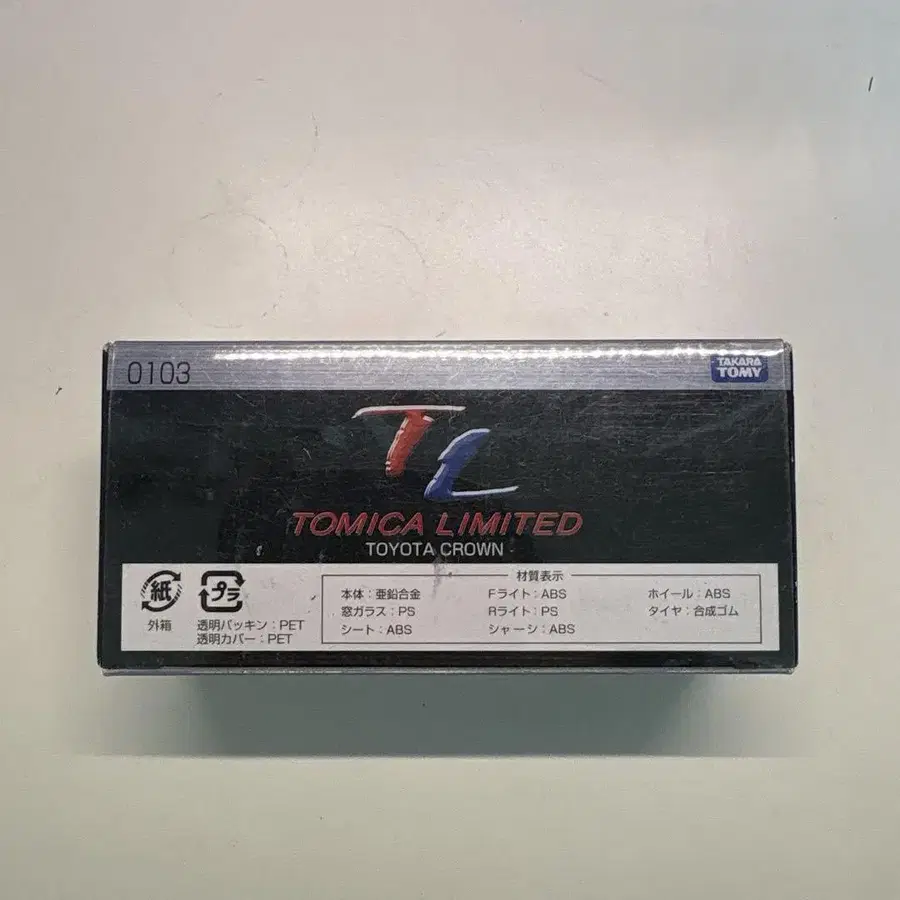 0103
TAKARA
TOMY
TL
TOMICA LIMITED
TOYOTA CROWN
紙
外箱
プラ
透明パッキン：PET
透明カバー：PET
材質表示
本体：亜鉛合金
窓ガラス：PS
シート：ABS
Fライト：ABS
Rライト：PS
シャーシ：ABS
ホイール：ABS
タイヤ：合成ゴム